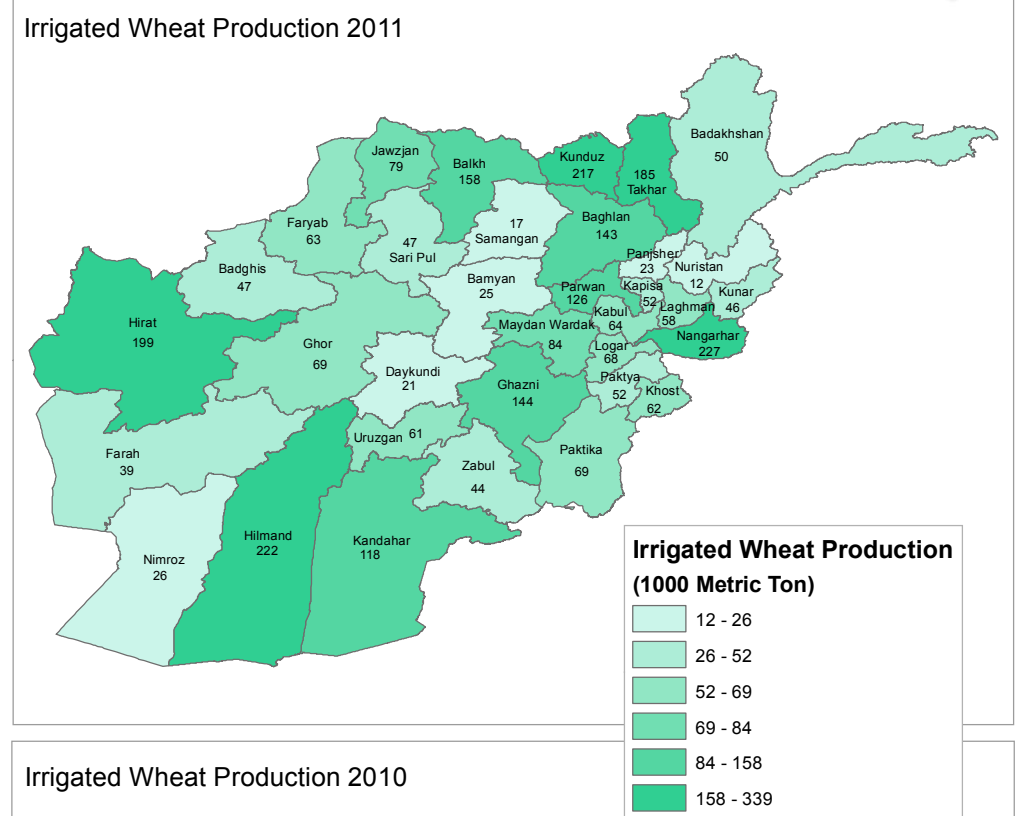 Irrigated Wheat Production 2011
Badakhshan
50
Jawzjan
79
Balkh
158
Kunduz
217
185
Takhar
Faryab
63
47
Sari Pul
17
Samangan
Baghlan
143
Badghis
47
Bamyan
25
Panjsher
23
Nuristan
12
Parwan
126
Kapisa
52
Kunar
46
Hirat
199
Ghor
69
Maydan Wardak
84
Kabul
64
Laghman
58
Nangarhar
227
Logar
68
Daykundi
21
Ghazni
144
Paktya
52
Khost
62
Uruzgan 61
Farah
39
Zabul
44
Paktika
69
Nimroz
26
Hilmand
222
Kandahar
118
Irrigated Wheat Production
(1000 Metric Ton)
12 - 26
26 - 52
52 - 69
69 - 84
84 - 158
158 - 339
Irrigated Wheat Production 2010